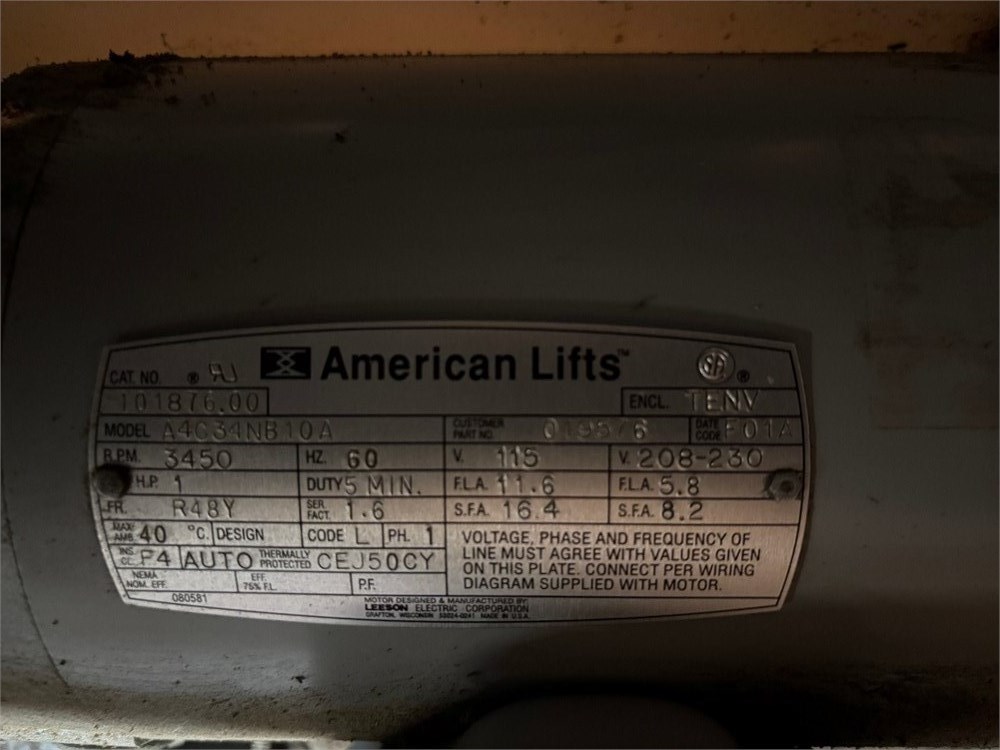 American Lifts™
CAT. NO. ®
101876.00 ENCL. TENV
MODEL A4C34NB10A CUSTOMER PART NO. 019576 DATE CODE F01A
R.P.M. 3450 HZ. 60 V. 115 V. 208-230
H.P. 1 DUTY 5 MIN. F.L.A. 11.6 F.L.A. 5.8
FR. R48Y SER. FACT. 1.6 S.F.A. 16.4 S.F.A. 8.2
MAX. AMB. 40 °C. DESIGN CODE L PH. 1
INS. CL. F4 AUTO THERMALLY PROTECTED CEJ50CY
NEMA NOM. EFF. EFF. 75% F.L. P.F.
VOLTAGE, PHASE AND FREQUENCY OF
LINE MUST AGREE WITH VALUES GIVEN
ON THIS PLATE. CONNECT PER WIRING
DIAGRAM SUPPLIED WITH MOTOR.
080581
MOTOR DESIGNED & MANUFACTURED BY:
LEESON ELECTRIC CORPORATION
GRAFTON, WISCONSIN 53024-0241 MADE IN U.S.A.